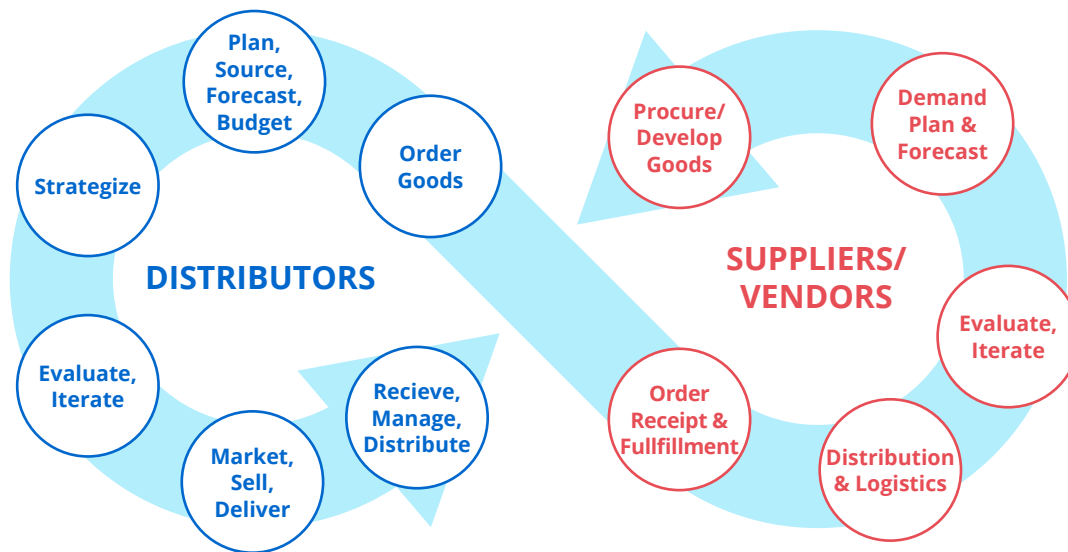 Plan,
Source,
Forecast,
Budget
Order
Goods
Strategize
DISTRIBUTORS
Evaluate,
Iterate
Market,
Sell,
Deliver
Recieve,
Manage,
Distribute
Procure/
Develop
Goods
Demand
Plan &
Forecast
SUPPLIERS/
VENDORS
Evaluate,
Iterate
Order
Receipt &
Fullfillment
Distribution
& Logistics